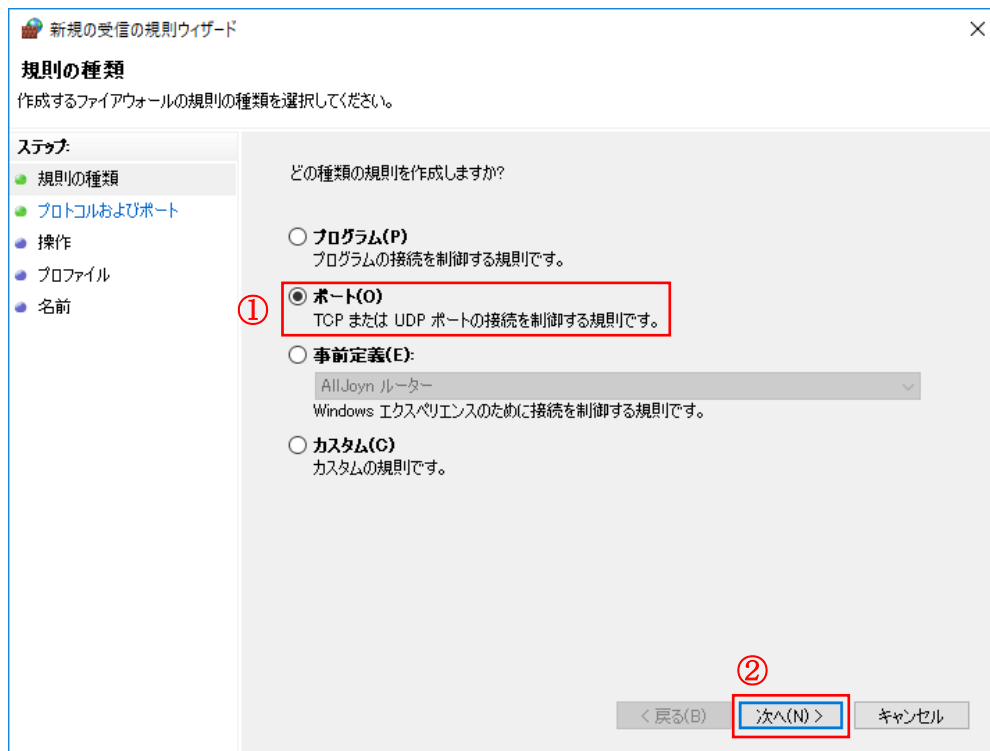 新規の受信の規則ウィザード
規則の種類
作成するファイアウォールの規則の種類を選択してください。
ステップ:
規則の種類
プロトコルおよびポート
操作
プロファイル
名前
どの種類の規則を作成しますか?
プログラム(P)
プログラムの接続を制御する規則です。
①
ポート(O)
TCP または UDP ポートの接続を制御する規則です。
事前定義(E):
AllJoyn ルーター
Windows エクスペリエンスのために接続を制御する規則です。
カスタム(C)
カスタムの規則です。
②
< 戻る(B)
次へ(N) >
キャンセル